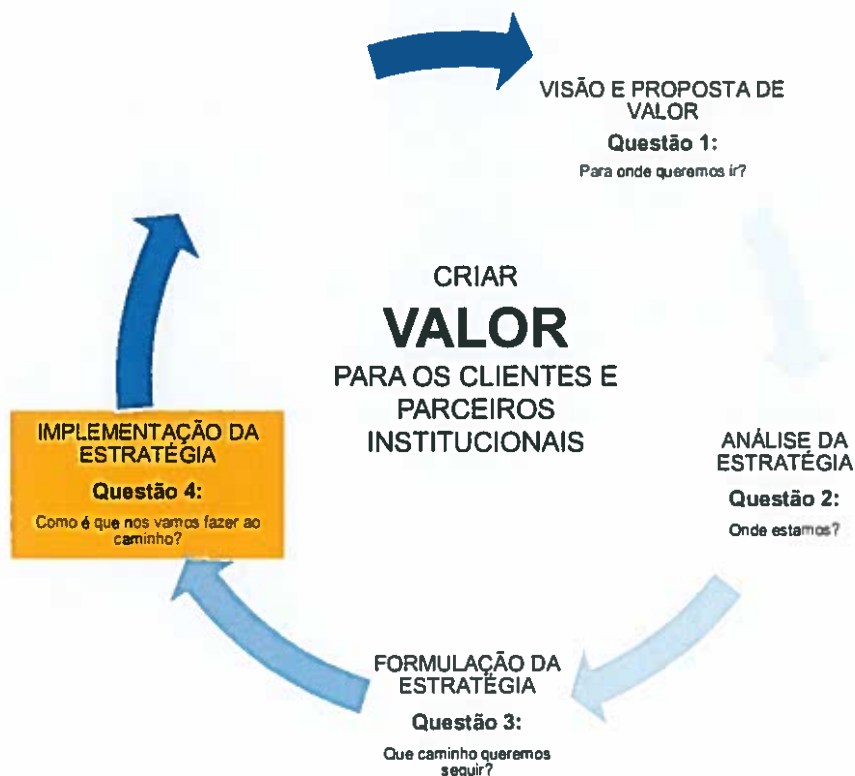 VISÃO E PROPOSTA DE
VALOR
Questão 1:
Para onde queremos ir?
CRIAR
VALOR
PARA OS CLIENTES E
PARCEIROS
INSTITUCIONAIS
ANÁLISE DA
ESTRATÉGIA
Questão 2:
Onde estamos?
FORMULAÇÃO DA
ESTRATÉGIA
Questão 3:
Que caminho queremos
seguir?
IMPLEMENTAÇÃO DA
ESTRATÉGIA
Questão 4:
Como é que nos vamos fazer ao
caminho?